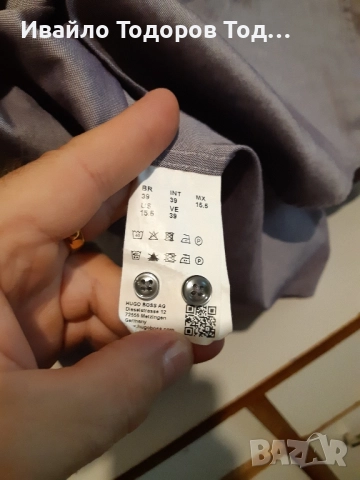 Ивайло Тодоров Тод
BR INT MX
39 39 15.5
VE
15.5 39
HUGO BOSS AG
Dieselstrasse 12
72555 Metzingen
Germany
BAZAR